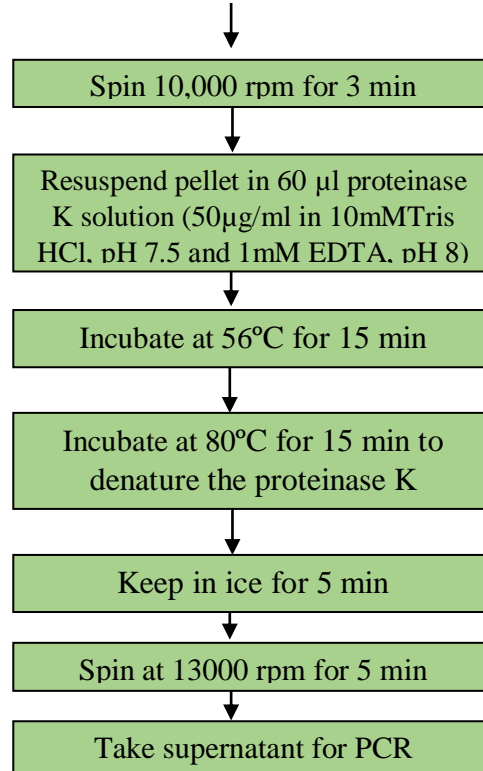 Spin 10,000 rpm for 3 min
Resuspend pellet in 60 µl proteinase
K solution (50µg/ml in 10mMTris
HCl, pH 7.5 and 1mM EDTA, pH 8)
Incubate at 56ºC for 15 min
Incubate at 80ºC for 15 min to
denature the proteinase K
Keep in ice for 5 min
Spin at 13000 rpm for 5 min
Take supernatant for PCR